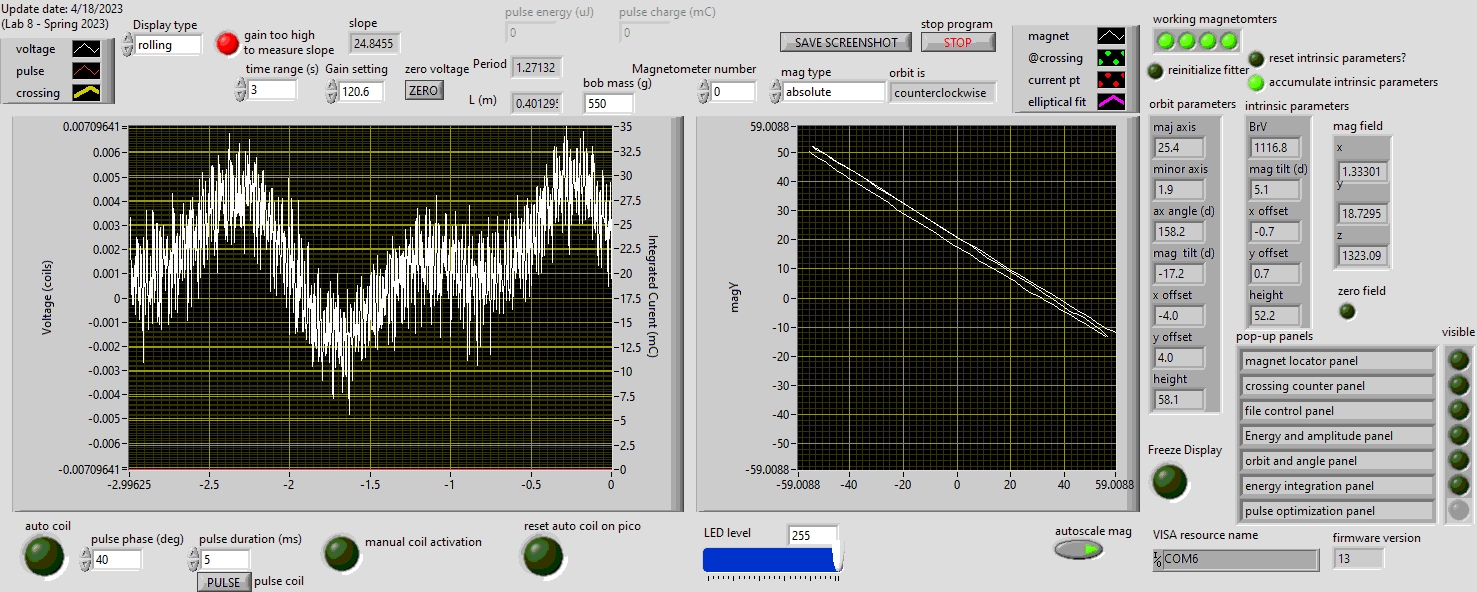 Update date: 4/18/2023
(Lab 8 - Spring 2023)
voltage
pulse
crossing
Display type
rolling
gain too high
to measure slope
slope
24.8455
time range (s)
3
Gain setting
120.6
zero voltage
ZERO
pulse energy (uJ)
0
pulse charge (mC)
0
Period
1.27132
L (m)
0.40129
bob mass (g)
550
Magnetometer number
0
SAVE SCREENSHOT
stop program
STOP
mag type
absolute
orbit is
counterclockwise
magnet
@crossing
current pt
elliptical fit
working magnetomters
reinitialize fitter
reset intrinsic parameters?
accumulate intrinsic parameters
Voltage (coils)
0.00709641
0.006
0.005
0.004
0.003
0.002
0.001
0
-0.001
-0.002
-0.003
-0.004
-0.005
-0.006
-0.00709641
-2.99625
-2.5
-2
-1.5
-1
-0.5
0
35
32.5
30
27.5
25
22.5
20
17.5
15
12.5
10
7.5
5
2.5
0
Integrated Curent (mC)
magy
59.0088
50
40
30
20
10
0
-10
-20
-30
-40
-50
-59.0088
-59.0088
-40
-20
0
20
40
59.0088
orbit parameters
maj axis
25.4
minor axis
1.9
ax angle (d)
158.2
mag tilt (d)
-17.2
x offset
-4.0
y offset
4.0
height
58.1
intrinsic parameters
BrV
1116.8
mag tilt (d)
5.1
x offset
-0.7
y offset
0.7
height
52.2
mag field
x
1.33301
y
18.7295
z
1323.09
zero field
pop-up panels
visible
magnet locator panel
crossing counter panel
file control panel
Energy and amplitude panel
orbit and angle panel
energy integration panel
pulse optimization panel
Freeze Display
auto coil
pulse phase (deg)
40
pulse duration (ms)
5
PULSE
pulse coil
manual coil activation
reset auto coil on pico
LED level
255
autoscale mag
VISA resource name
COM6
firmware version
13